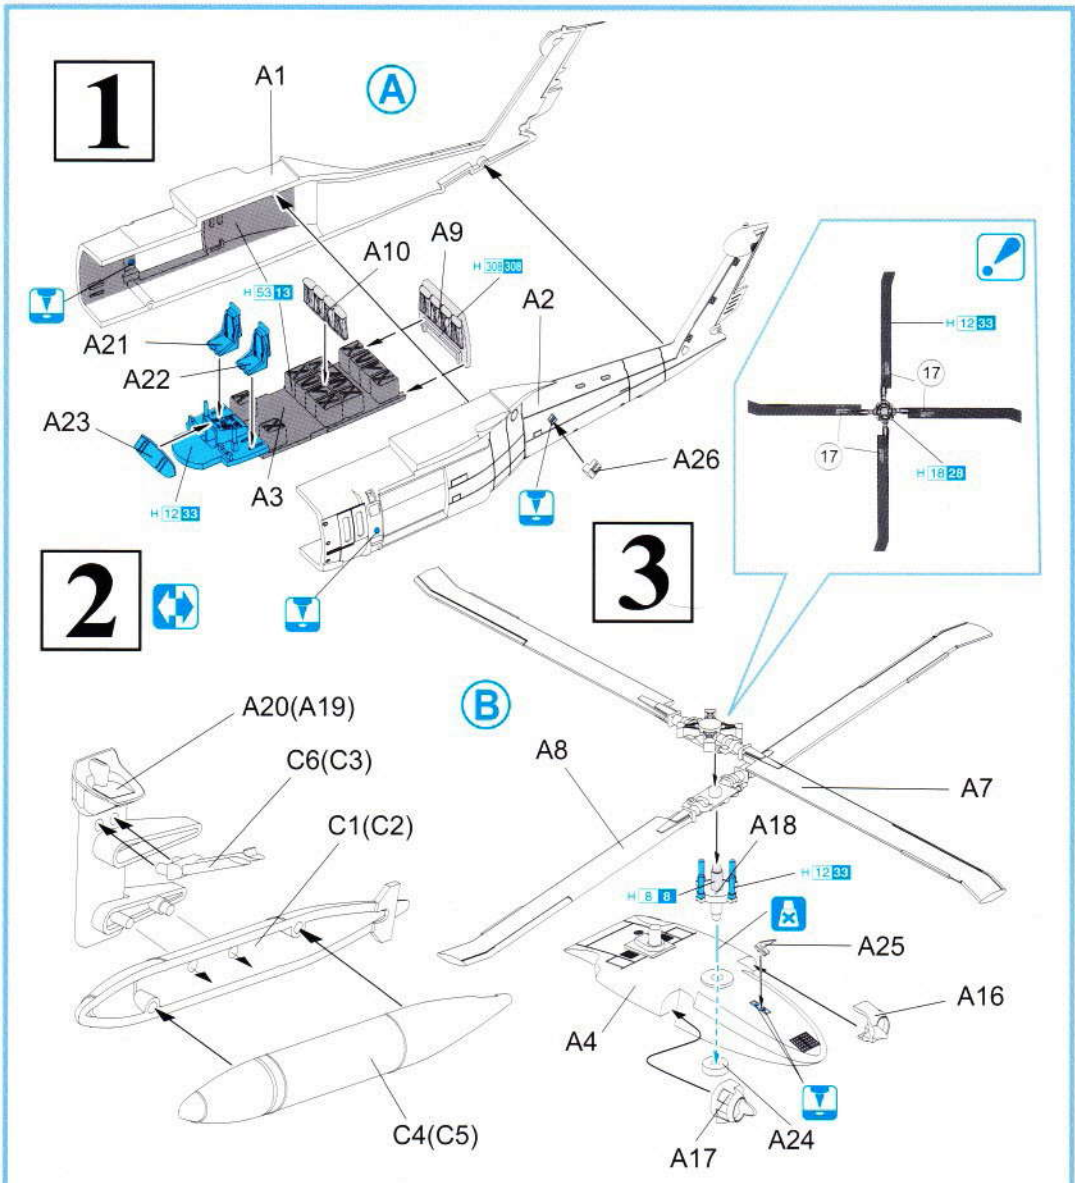 1
A1
A
A10
A9
H 308 308
H 53 13
A2
A21
A22
A23
A3
A26
H 12 33
H 12 33
17
17
H 18 28
2
3
A20(A19)
B
C6(C3)
A8
C1(C2)
A7
A18
H 12 33
H 8 8
A25
A16
A4
C4(C5)
A17
A24